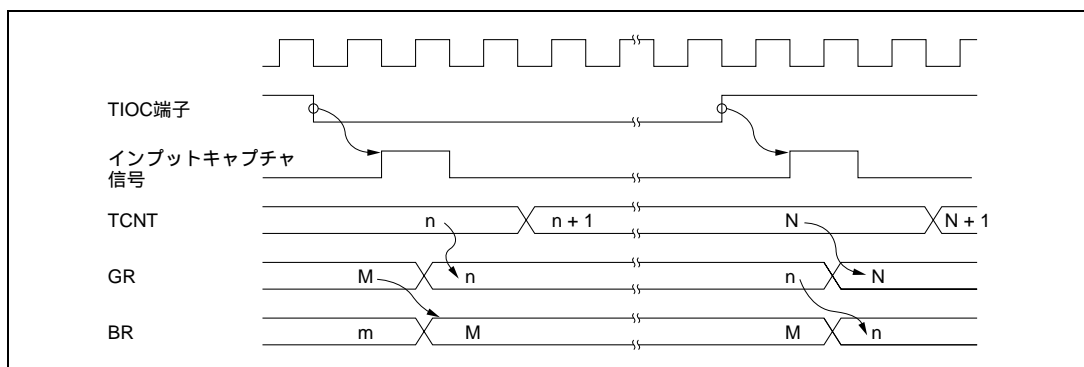 TIOC端子
インプットキャプチャ
信号
TCNT n n + 1 N N + 1
GR M n n N
BR m M M n